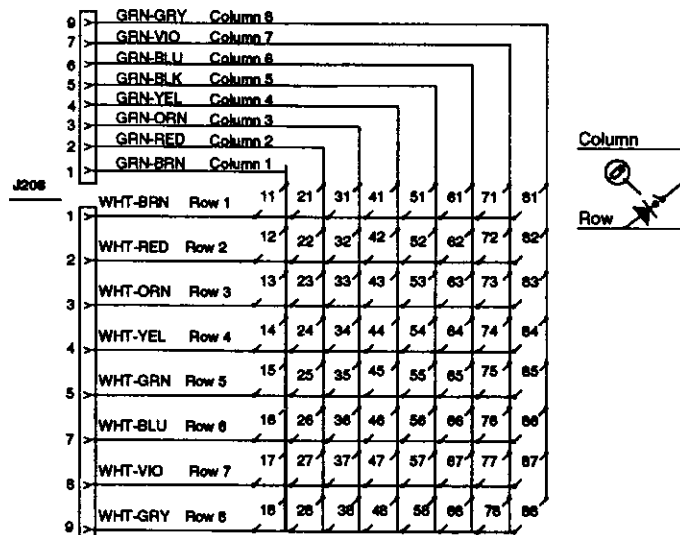 9 GRN-GRY Column 8
7 GRN-VIO Column 7
6 GRN-BLU Column 6
5 GRN-BLK Column 5
4 GRN-YEL Column 4
3 GRN-ORN Column 3
2 GRN-RED Column 2
1 GRN-BRN Column 1
J208
1 WHT-BRN Row 1 11 21 31 41 51 61 71 81
2 WHT-RED Row 2 12 22 32 42 52 62 72 82
3 WHT-ORN Row 3 13 23 33 43 53 63 73 83
4 WHT-YEL Row 4 14 24 34 44 54 64 74 84
5 WHT-GRN Row 5 15 25 35 45 55 65 75 85
7 WHT-BLU Row 6 16 26 36 46 56 66 76 86
8 WHT-VIO Row 7 17 27 37 47 57 67 77 87
9 WHT-GRY Row 8 18 28 38 48 58 68 78 88
Column
Row